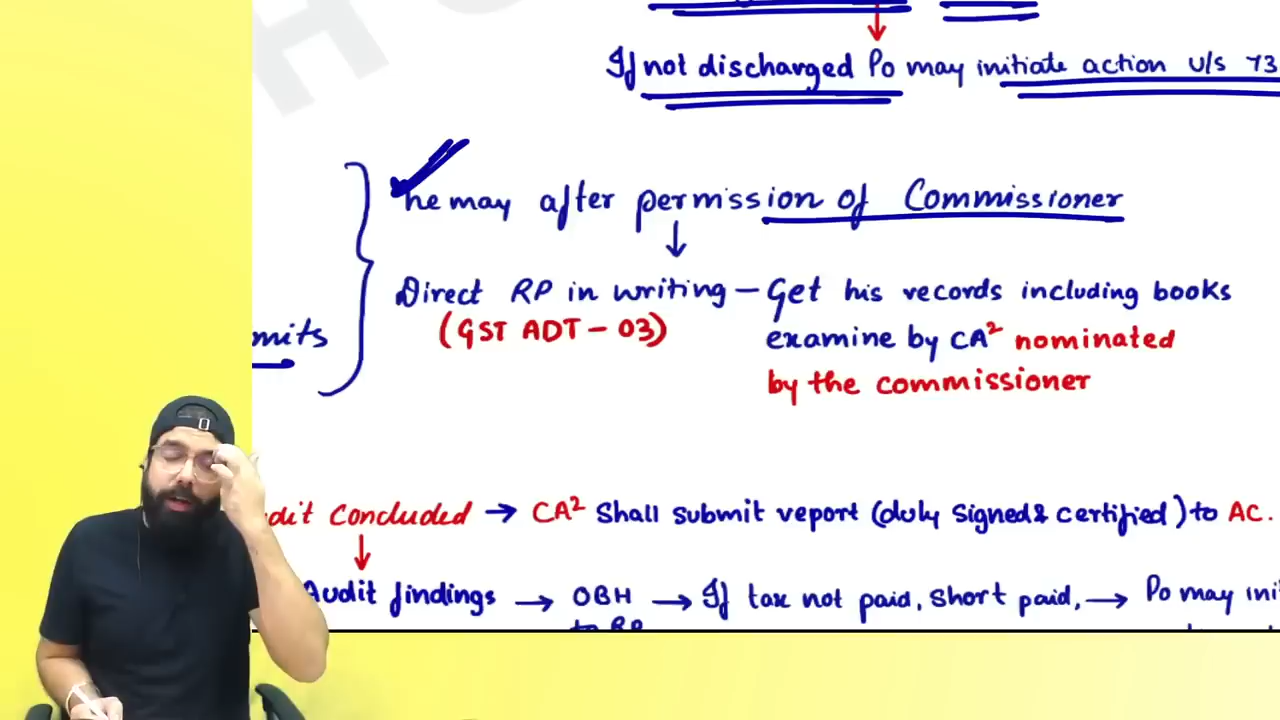 If not discharged Po may initiate action u/s 73
he may after permission of Commissioner
Direct RP in writing — Get his records including books
(GST ADT - 03) examine by CA² nominated
mits by the commissioner
dit Concluded → CA² Shall submit report (duly signed & certified) to AC.
Audit findings → OBH → If tax not paid, Short paid, → Po may ini
to RP